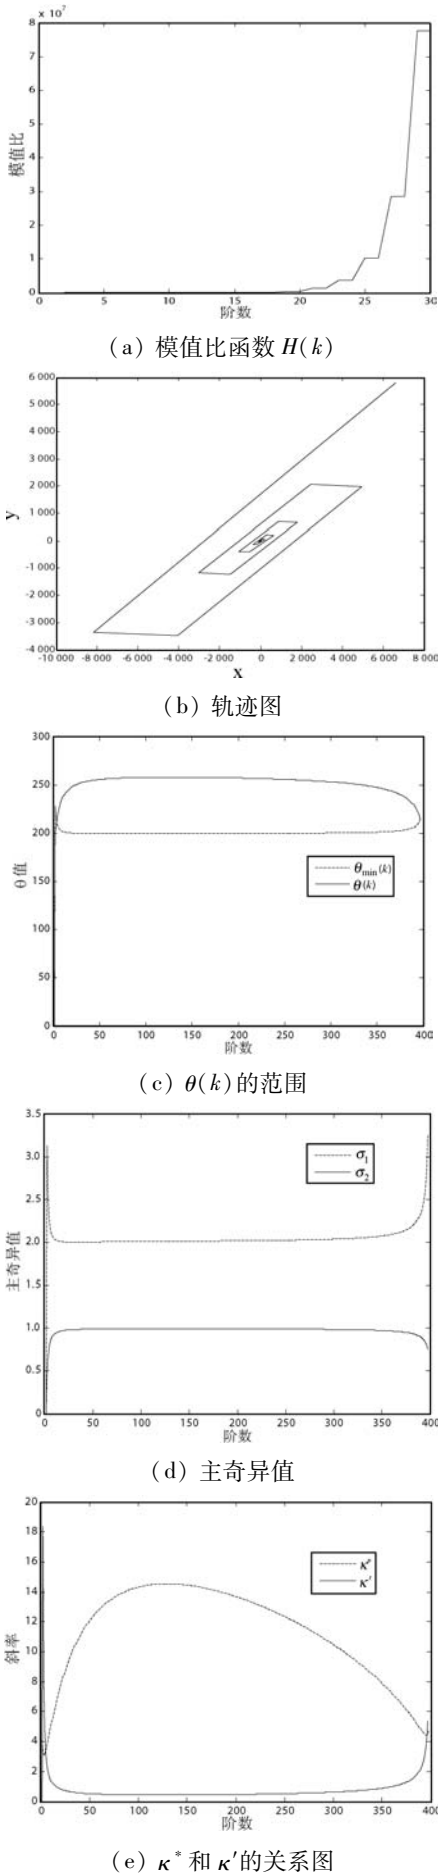 × 10⁷
8
7
6
5
4
3
2
1
0
模值比
0 5 10 15 20 25 30
阶数
(a) 模值比函数 H(k)
6 000
5 000
4 000
3 000
2 000
1 000
0
-1 000
-2 000
-3 000
-4 000
y
-10 000 -8 000 -6 000 -4 000 -2 000 0 2 000 4 000 6 000 8 000
x
(b) 轨迹图
300
250
200
150
100
50
0
θ值
θmin(k)
θ(k)
0 50 100 150 200 250 300 350 400
阶数
(c) θ(k)的范围
3.5
3.0
2.5
2.0
1.5
1.0
0.5
0
主奇异值
σ₁
σ₂
0 50 100 150 200 250 300 350 400
阶数
(d) 主奇异值
20
18
16
14
12
10
8
6
4
2
0
斜率
κ*
κ′
0 50 100 150 200 250 300 350 400
阶数
(e) κ* 和 κ′的关系图